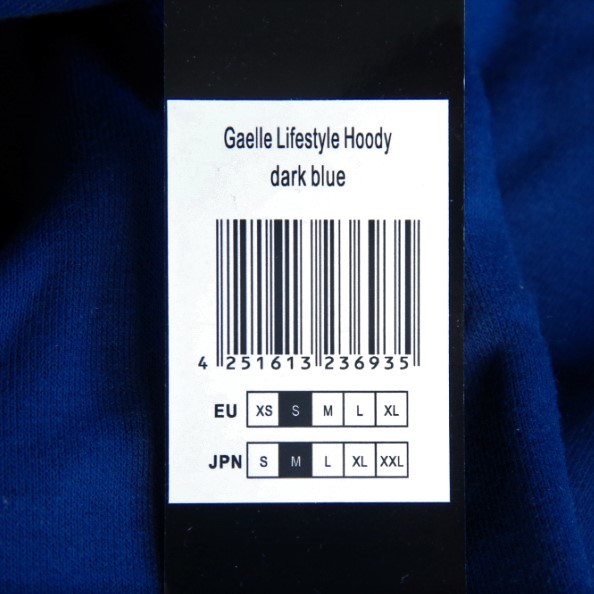 Gaelle Lifestyle Hoody
dark blue
4 251613 236935
EU XS S M L XL
JPN S M L XL XXL